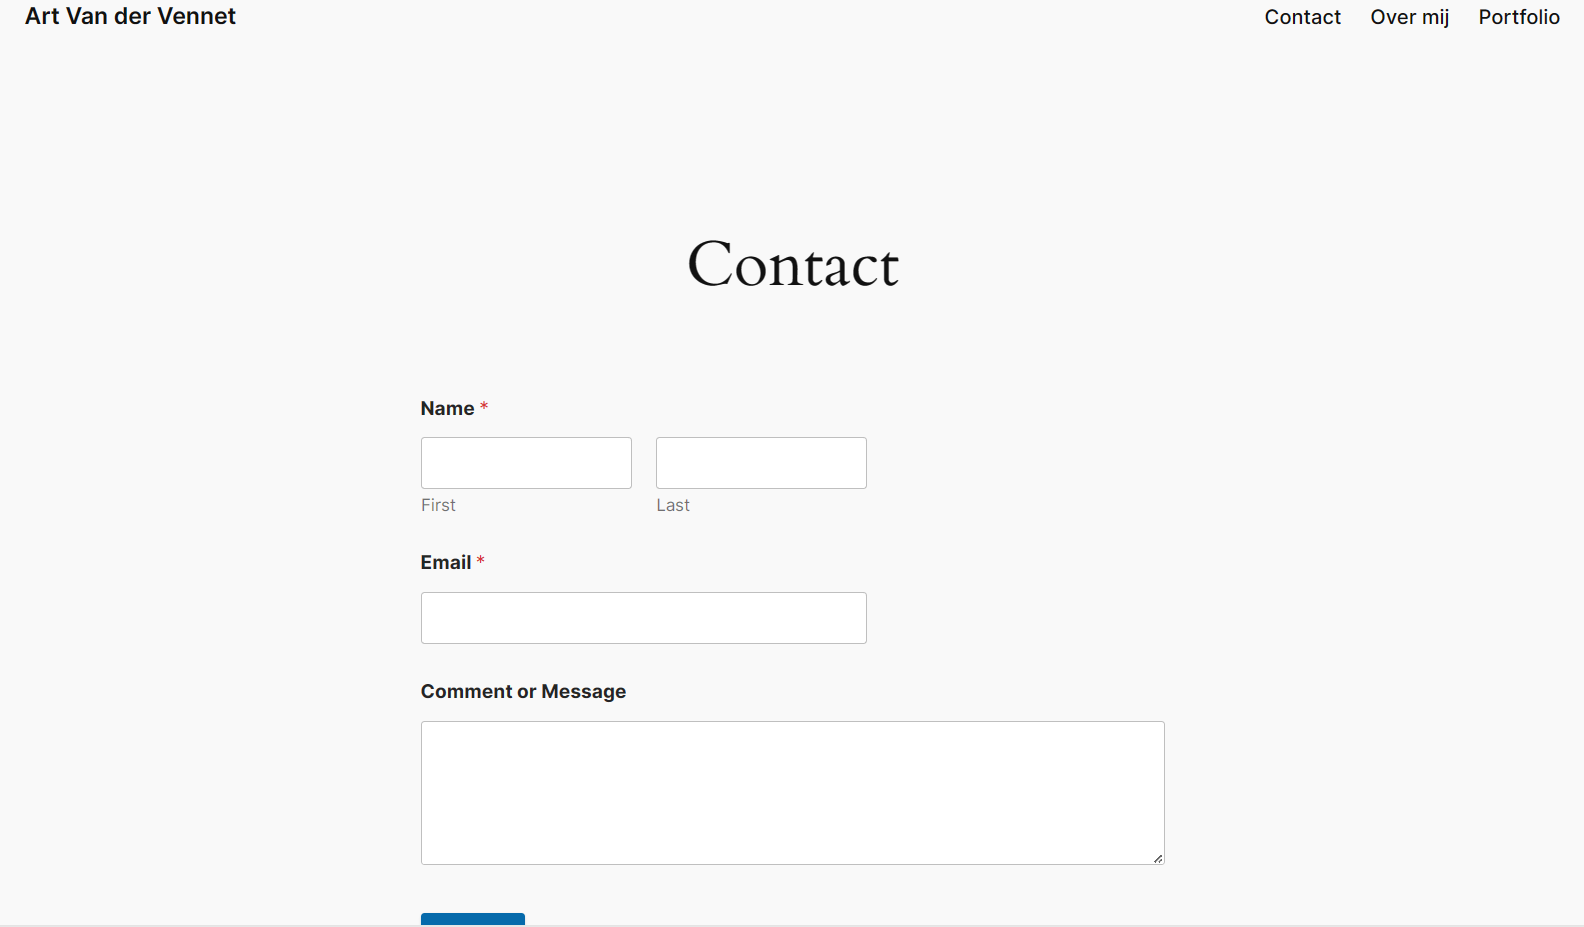 Art Van der Vennet
Contact Over mij Portfolio
Contact
Name *
First Last
Email *
Comment or Message